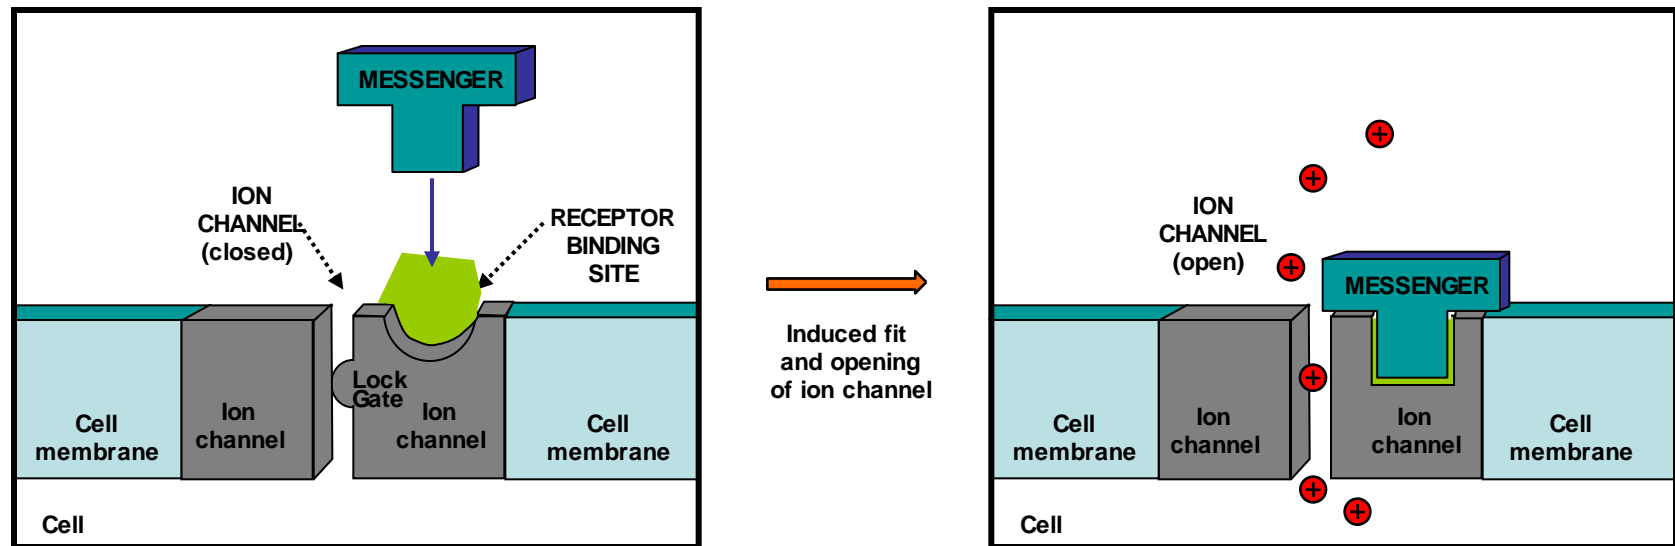 MESSENGER
ION
CHANNEL
(closed)
RECEPTOR
BINDING
SITE
Lock
Gate
Cell
membrane
Ion
channel
Ion
channel
Cell
membrane
Cell
Induced fit
and opening
of ion channel
ION
CHANNEL
(open)
MESSENGER
Cell
membrane
Ion
channel
Ion
channel
Cell
membrane
Cell
+
+
+
+
+
+